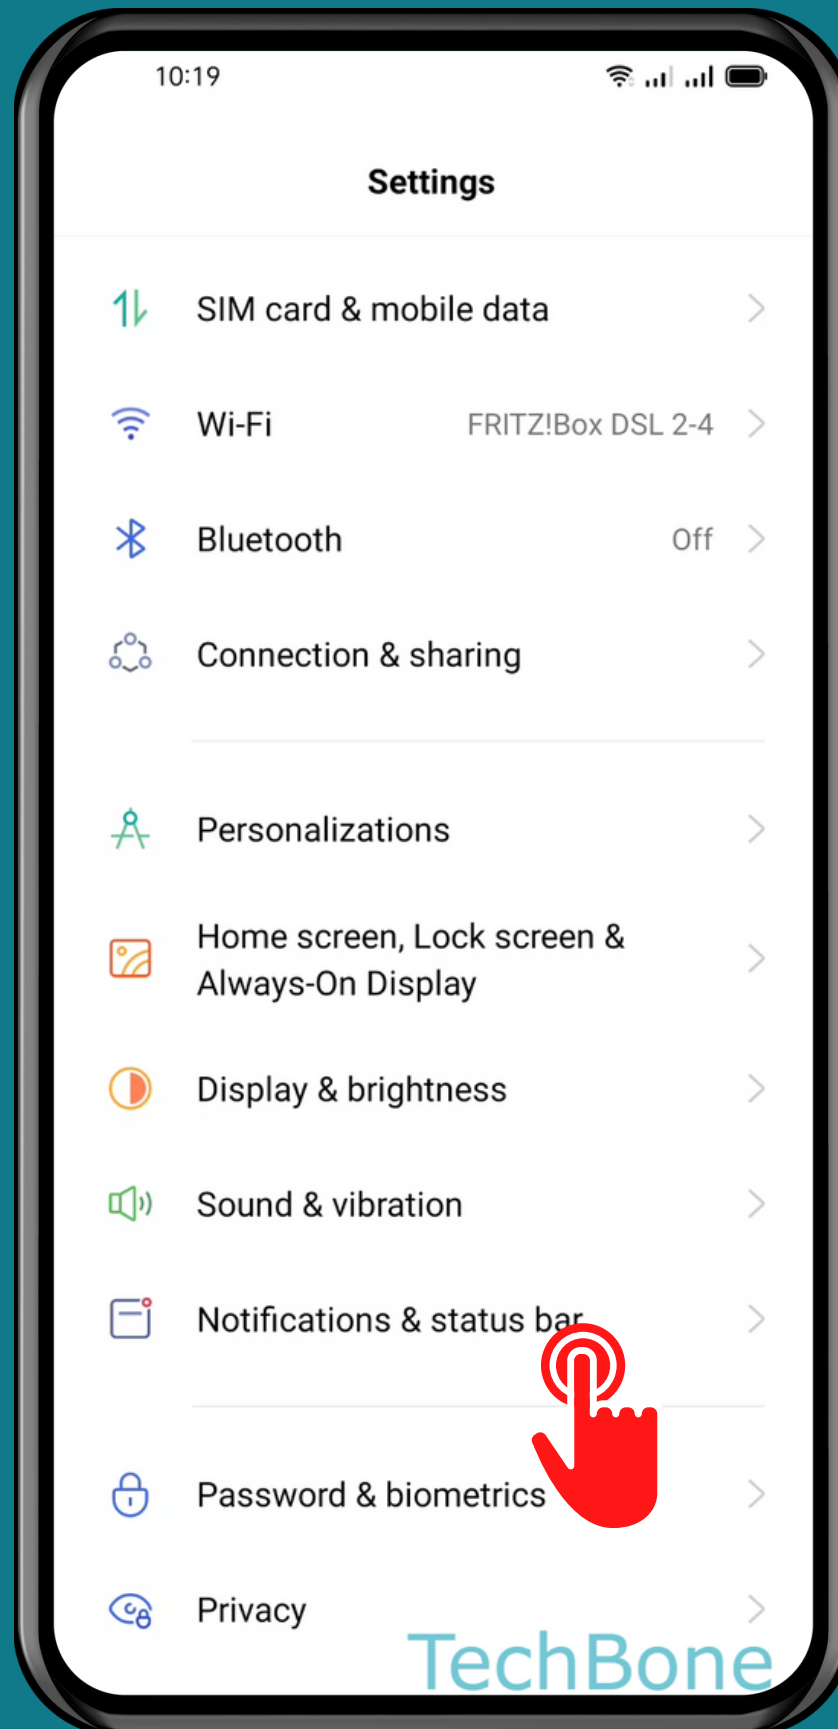 10:19
Settings
SIM card & mobile data
Wi-Fi FRITZ!Box DSL 2-4
Bluetooth Off
Connection & sharing
Personalizations
Home screen, Lock screen &
Always-On Display
Display & brightness
Sound & vibration
Notifications & status bar
Password & biometrics
Privacy
TechBone